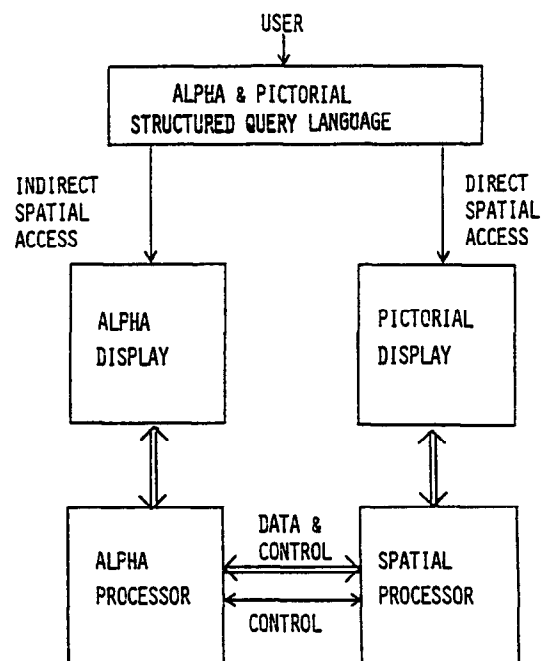 USER
ALPHA & PICTORIAL
STRUCTURED QUERY LANGUAGE
INDIRECT
SPATIAL
ACCESS
DIRECT
SPATIAL
ACCESS
ALPHA
DISPLAY
PICTORIAL
DISPLAY
DATA &
CONTROL
ALPHA
PROCESSOR
SPATIAL
PROCESSOR
CONTROL